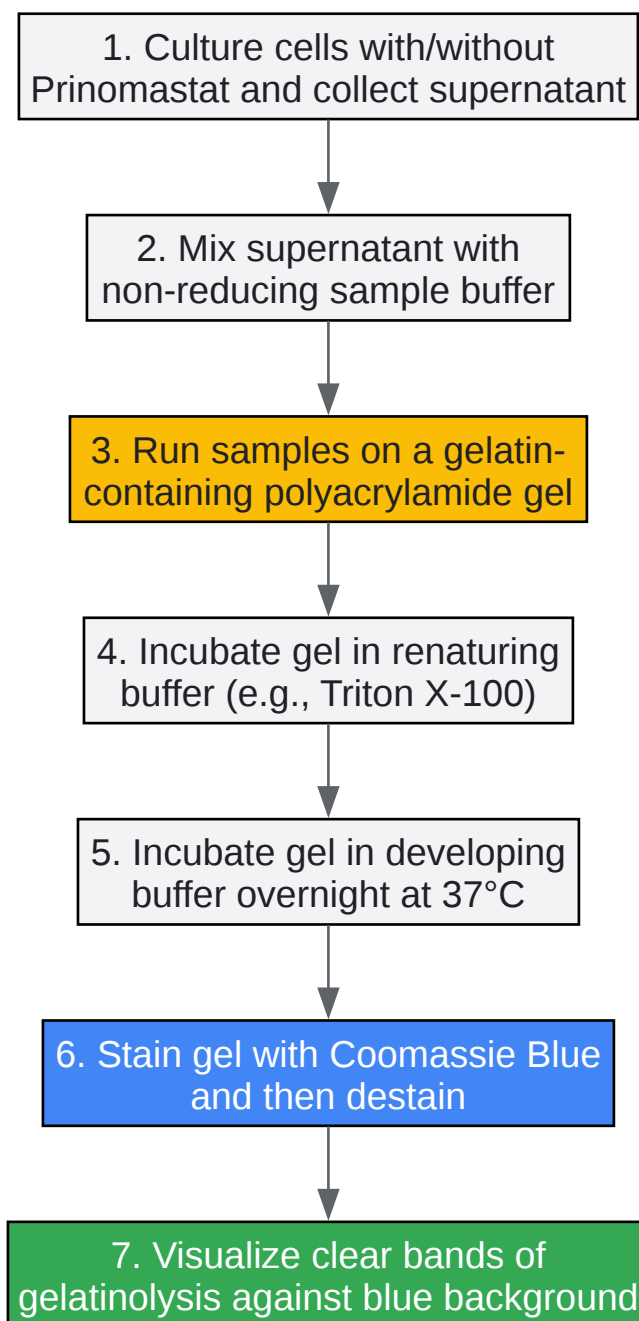 1. Culture cells with/without
Prinomastat and collect supernatant
2. Mix supernatant with
non-reducing sample buffer
3. Run samples on a gelatin-
containing polyacrylamide gel
4. Incubate gel in renaturing
buffer (e.g., Triton X-100)
5. Incubate gel in developing
buffer overnight at 37°C
6. Stain gel with Coomassie Blue
and then destain
7. Visualize clear bands of
gelatinolysis against blue background